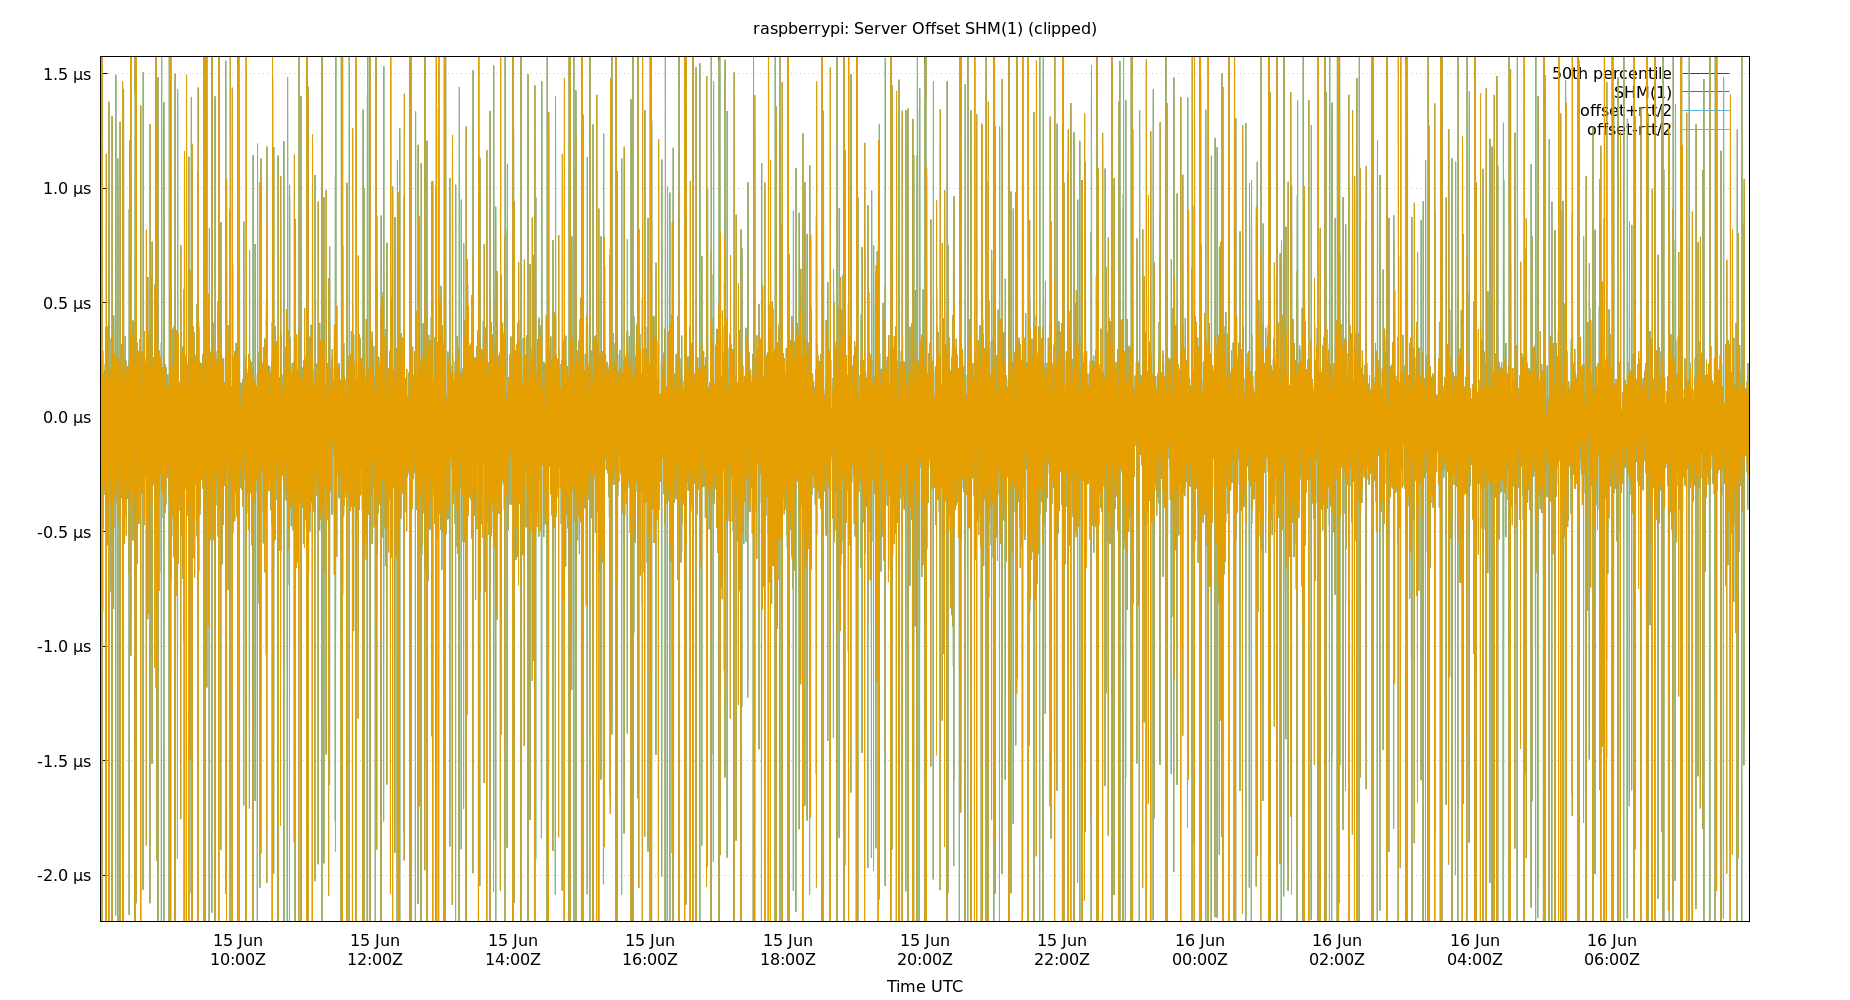 raspberrypi: Server Offset SHM(1) (clipped)
1.5 µs
1.0 µs
0.5 µs
0.0 µs
-0.5 µs
-1.0 µs
-1.5 µs
-2.0 µs
50th percentile
SHM(1)
offset+rtt/2
offset-rtt/2
15 Jun 15 Jun 15 Jun 15 Jun 15 Jun 15 Jun 15 Jun 16 Jun 16 Jun 16 Jun 16 Jun
10:00Z 12:00Z 14:00Z 16:00Z 18:00Z 20:00Z 22:00Z 00:00Z 02:00Z 04:00Z 06:00Z
Time UTC